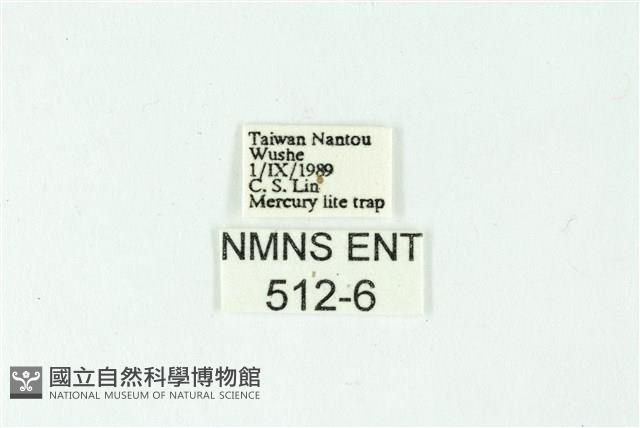 Taiwan Nantou
Wushe
1/IX/1989
C. S. Lin
Mercury lite trap
NMNS ENT
512-6
國立自然科學博物館
NATIONAL MUSEUM OF NATURAL SCIENCE